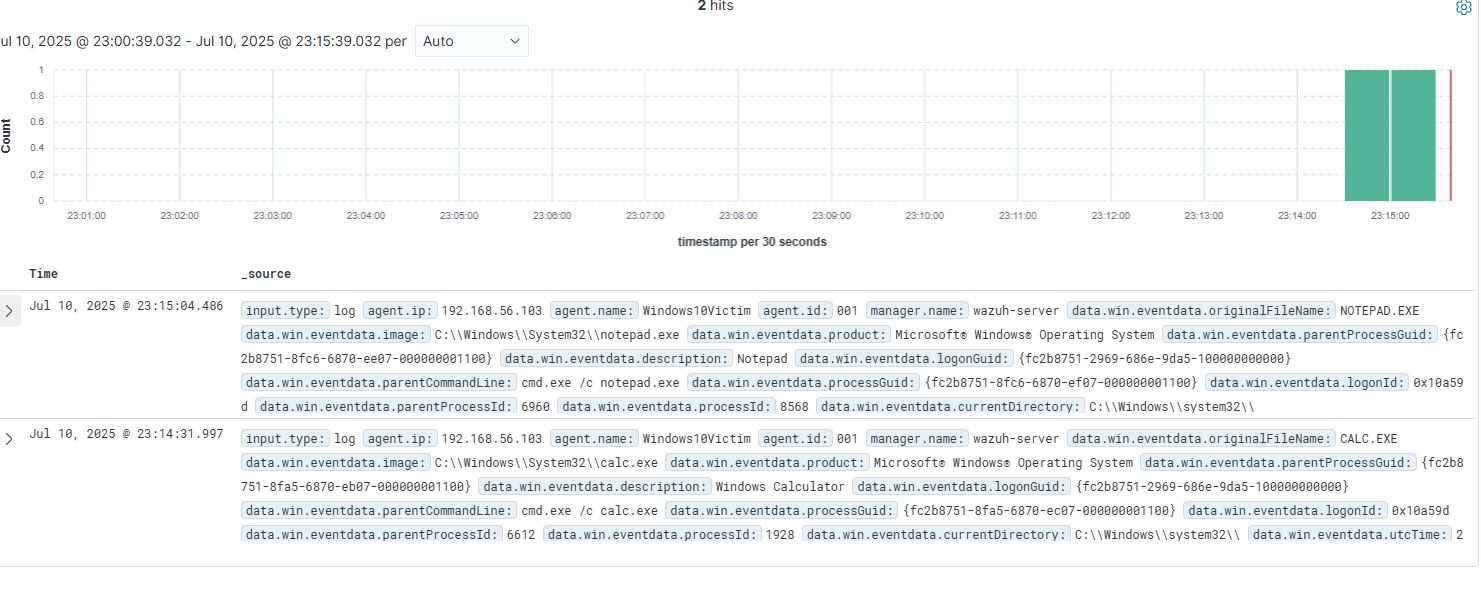 2 hits
ul 10, 2025 @ 23:00:39.032 - Jul 10, 2025 @ 23:15:39.032 per Auto
1
0.8
0.6
0.4
0.2
0
Count
23:01:00 23:02:00 23:03:00 23:04:00 23:05:00 23:06:00 23:07:00 23:08:00 23:09:00 23:10:00 23:11:00 23:12:00 23:13:00 23:14:00 23:15:00
timestamp per 30 seconds
Time _source
Jul 10, 2025 @ 23:15:04.486 input.type: log agent.ip: 192.168.56.103 agent.name: Windows10Victim agent.id: 001 manager.name: wazuh-server data.win.eventdata.originalFileName: NOTEPAD.EXE
data.win.eventdata.image: C:\\Windows\\System32\\notepad.exe data.win.eventdata.product: Microsoft® Windows® Operating System data.win.eventdata.parentProcessGuid: {fc
2b8751-8fc6-6870-ee07-000000001100} data.win.eventdata.description: Notepad data.win.eventdata.logonGuid: {fc2b8751-2969-686e-9da5-100000000000}
data.win.eventdata.parentCommandLine: cmd.exe /c notepad.exe data.win.eventdata.processGuid: {fc2b8751-8fc6-6870-ef07-000000001100} data.win.eventdata.logonId: 0x10a59
d data.win.eventdata.parentProcessId: 6960 data.win.eventdata.processId: 8568 data.win.eventdata.currentDirectory: C:\\Windows\\system32\\
Jul 10, 2025 @ 23:14:31.997 input.type: log agent.ip: 192.168.56.103 agent.name: Windows10Victim agent.id: 001 manager.name: wazuh-server data.win.eventdata.originalFileName: CALC.EXE
data.win.eventdata.image: C:\\Windows\\System32\\calc.exe data.win.eventdata.product: Microsoft® Windows® Operating System data.win.eventdata.parentProcessGuid: {fc2b8
751-8fa5-6870-eb07-000000001100} data.win.eventdata.description: Windows Calculator data.win.eventdata.logonGuid: {fc2b8751-2969-686e-9da5-100000000000}
data.win.eventdata.parentCommandLine: cmd.exe /c calc.exe data.win.eventdata.processGuid: {fc2b8751-8fa5-6870-ec07-000000001100} data.win.eventdata.logonId: 0x10a59d
data.win.eventdata.parentProcessId: 6612 data.win.eventdata.processId: 1928 data.win.eventdata.currentDirectory: C:\\Windows\\system32\\ data.win.eventdata.utcTime: 2